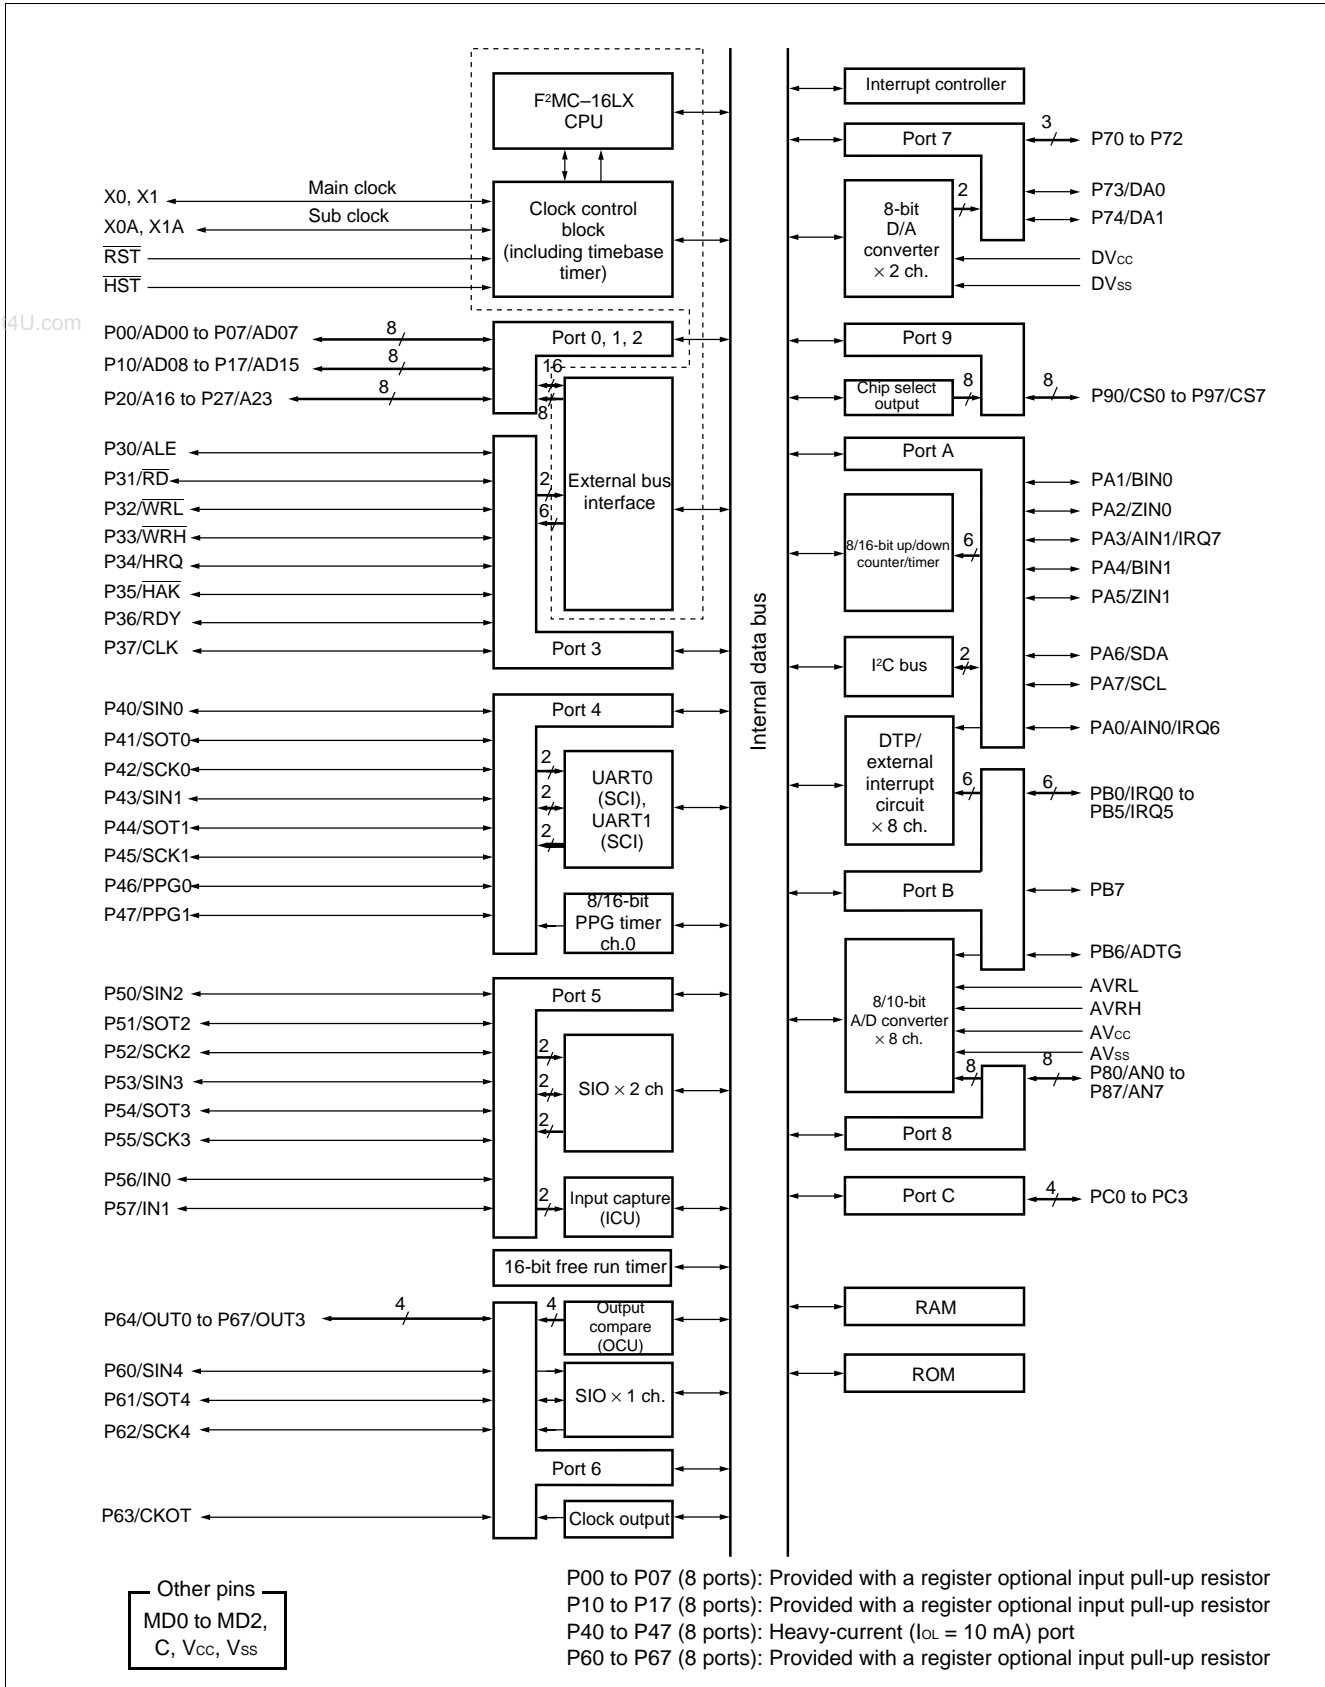 F²MC–16LX
CPU
X0, X1
Main clock
X0A, X1A
Sub clock
RST
HST
Clock control
block
(including timebase
timer)
t4U.com
P00/AD00 to P07/AD07
8
P10/AD08 to P17/AD15
8
P20/A16 to P27/A23
8
Port 0, 1, 2
16
8
P30/ALE
P31/RD
P32/WRL
P33/WRH
P34/HRQ
P35/HAK
P36/RDY
P37/CLK
2
6
External bus
interface
Port 3
P40/SIN0
P41/SOT0
P42/SCK0
P43/SIN1
P44/SOT1
P45/SCK1
P46/PPG0
P47/PPG1
Port 4
2
2
2
UART0
(SCI),
UART1
(SCI)
8/16-bit
PPG timer
ch.0
P50/SIN2
P51/SOT2
P52/SCK2
P53/SIN3
P54/SOT3
P55/SCK3
P56/IN0
P57/IN1
Port 5
2
2
2
SIO × 2 ch
2
Input capture
(ICU)
16-bit free run timer
P64/OUT0 to P67/OUT3
4
4
Output
compare
(OCU)
P60/SIN4
P61/SOT4
P62/SCK4
SIO × 1 ch.
Port 6
P63/CKOT
Clock output
Internal data bus
Interrupt controller
Port 7
3
P70 to P72
P73/DA0
P74/DA1
8-bit
D/A
converter
× 2 ch.
2
DVCC
DVSS
Port 9
Chip select
output
8
8
P90/CS0 to P97/CS7
Port A
PA1/BIN0
PA2/ZIN0
PA3/AIN1/IRQ7
PA4/BIN1
PA5/ZIN1
8/16-bit up/down
counter/timer
6
I²C bus
2
PA6/SDA
PA7/SCL
PA0/AIN0/IRQ6
DTP/
external
interrupt
circuit
× 8 ch.
6
6
PB0/IRQ0 to
PB5/IRQ5
Port B
PB7
PB6/ADTG
8/10-bit
A/D converter
× 8 ch.
AVRL
AVRH
AVCC
AVSS
8
8
P80/AN0 to
P87/AN7
Port 8
Port C
4
PC0 to PC3
RAM
ROM
Other pins
MD0 to MD2,
C, VCC, VSS
P00 to P07 (8 ports): Provided with a register optional input pull-up resistor
P10 to P17 (8 ports): Provided with a register optional input pull-up resistor
P40 to P47 (8 ports): Heavy-current (IOL = 10 mA) port
P60 to P67 (8 ports): Provided with a register optional input pull-up resistor